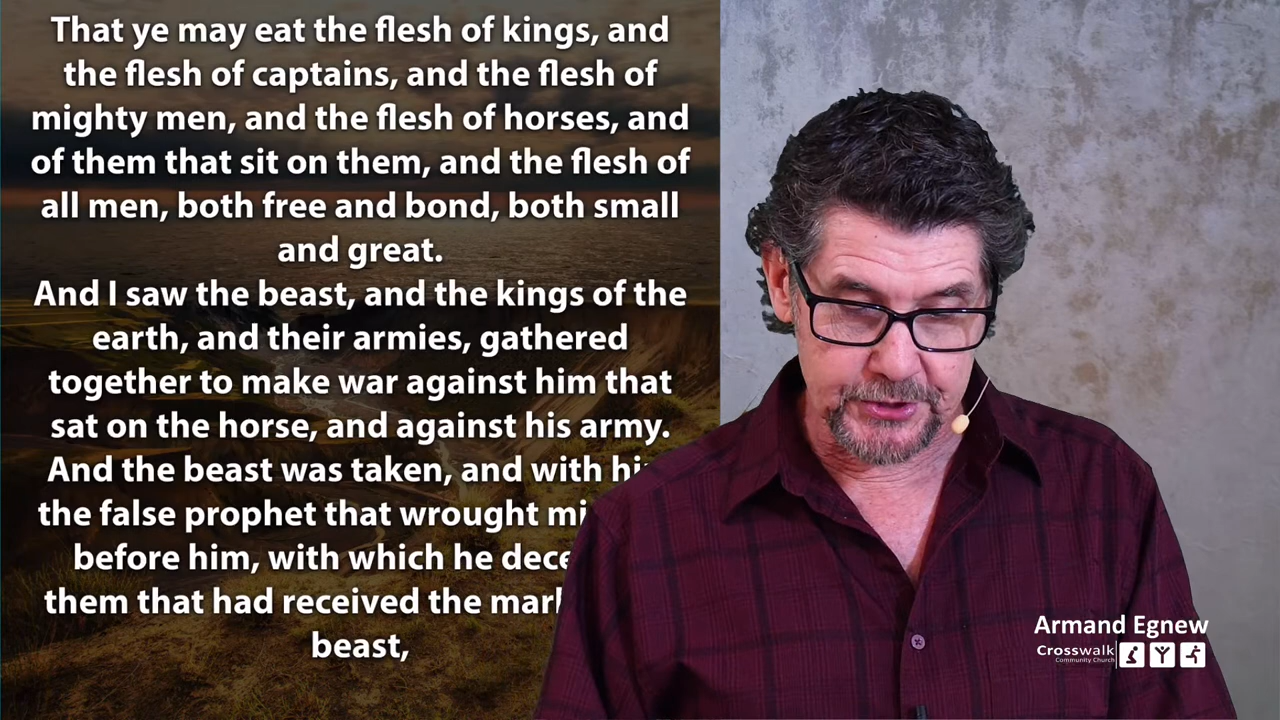 That ye may eat the flesh of kings, and
the flesh of captains, and the flesh of
mighty men, and the flesh of horses, and
of them that sit on them, and the flesh of
all men, both free and bond, both small
and great.
And I saw the beast, and the kings of the
earth, and their armies, gathered
together to make war against him that
sat on the horse, and against his army.
And the beast was taken, and with
the false prophet that wrought
before him, with which he
them that had received the
beast,
Armand Egnew
Crosswalk
Community Church